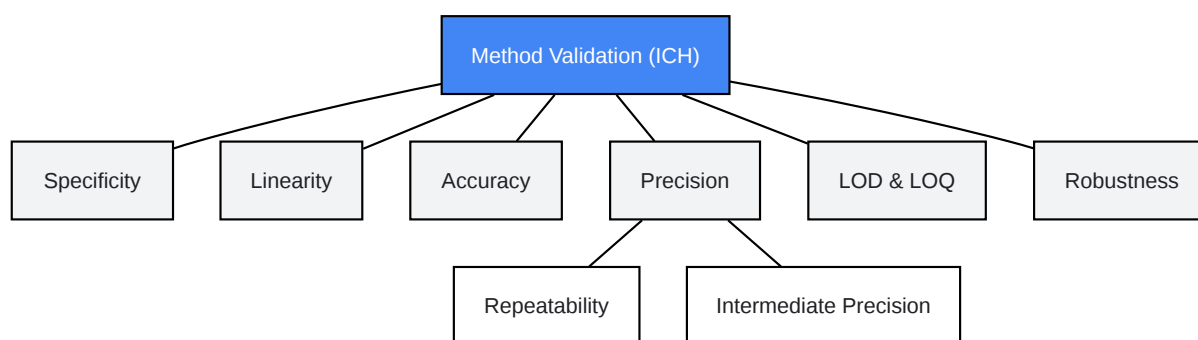 Method Validation (ICH)
Specificity
Linearity
Accuracy
Precision
LOD & LOQ
Robustness
Repeatability
Intermediate Precision